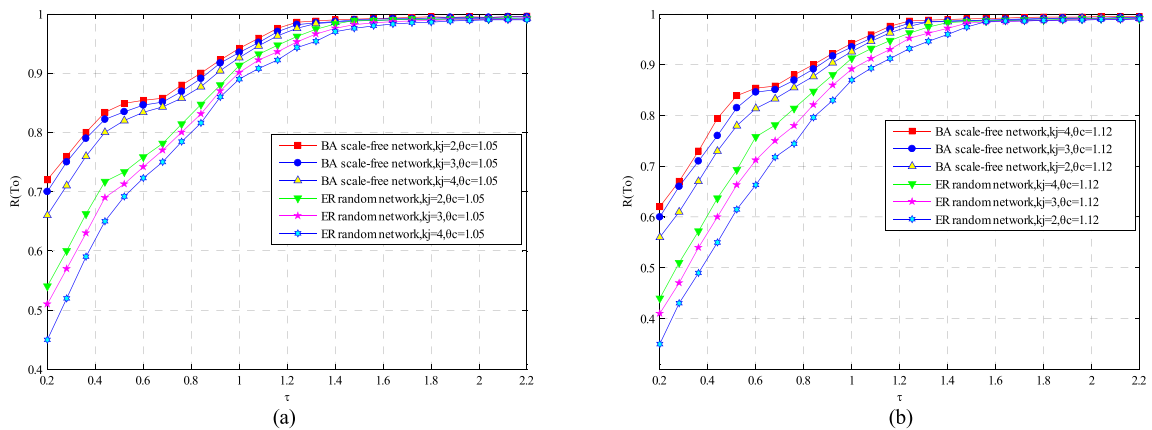 1
0.9
0.8
0.7
0.6
0.5
0.4
R(To)
BA scale-free network,kj=2,θc=1.05
BA scale-free network,kj=3,θc=1.05
BA scale-free network,kj=4,θc=1.05
ER random network,kj=2,θc=1.05
ER random network,kj=3,θc=1.05
ER random network,kj=4,θc=1.05
0.2 0.4 0.6 0.8 1 1.2 1.4 1.6 1.8 2 2.2
τ
(a)
1
0.9
0.8
0.7
0.6
0.5
0.4
R(To)
BA scale-free network,kj=4,θc=1.12
BA scale-free network,kj=3,θc=1.12
BA scale-free network,kj=2,θc=1.12
ER random network,kj=4,θc=1.12
ER random network,kj=3,θc=1.12
ER random network,kj=2,θc=1.12
0.2 0.4 0.6 0.8 1 1.2 1.4 1.6 1.8 2 2.2
τ
(b)